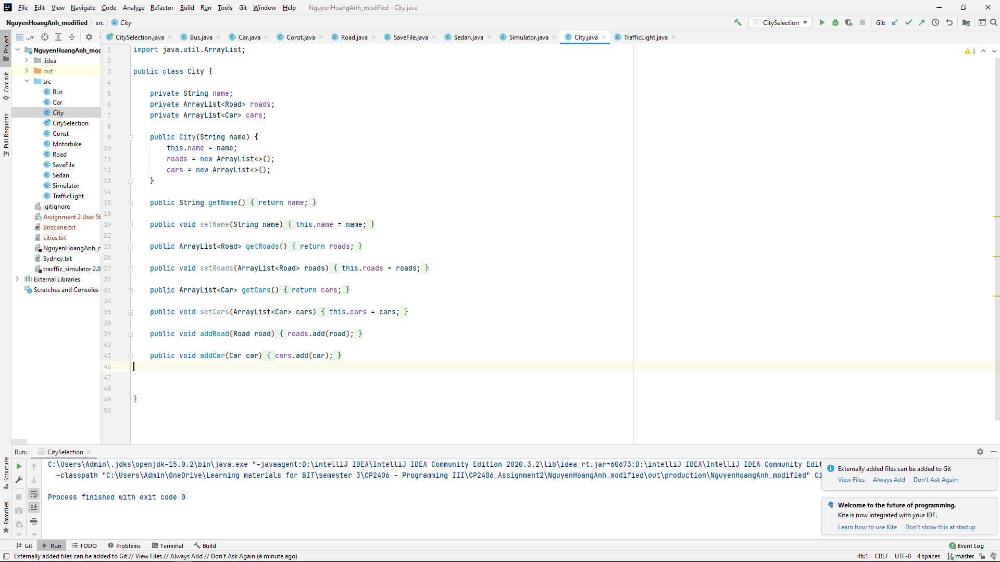 File Edit View Navigate Code Analyze Refactor Build Run Tools Git Window Help NguyenHoangAnh_modified - City.java
NguyenHoangAnh_modified src City
CitySelection Git:
... CitySelection.java Bus.java Car.java Const.java Road.java SaveFile.java Sedan.java Simulator.java City.java TrafficLight.java
Project
Commit
Pull Requests
Structure
Favorites
NguyenHoangAnh_mod
.idea
out
src
Bus
Car
City
CitySelection
Const
Motorbike
Road
SaveFile
Sedan
Simulator
TrafficLight
.gitignore
Assignment 2 User St
Brisbane.txt
cities.txt
NguyenHoangAnh_r
Sydney.txt
tracffic_simulator 2.0
External Libraries
Scratches and Consoles
3
1 import java.util.ArrayList;
2
3 public class City {
4
5 private String name;
6 private ArrayList<Road> roads;
7 private ArrayList<Car> cars;
8
9 public City(String name) {
10 this.name = name;
11 roads = new ArrayList<>();
12 cars = new ArrayList<>();
13 }
14
15 public String getName() { return name; }
18
19 public void setName(String name) { this.name = name; }
22
23 public ArrayList<Road> getRoads() { return roads; }
26
27 public void setRoads(ArrayList<Road> roads) { this.roads = roads; }
30
31 public ArrayList<Car> getCars() { return cars; }
34
35 public void setCars(ArrayList<Car> cars) { this.cars = cars; }
38
39 public void addRoad(Road road) { roads.add(road); }
42
43 public void addCar(Car car) { cars.add(car); }
46
47
48
49 }
50
Run: CitySelection
C:\Users\Admin\.jdks\openjdk-15.0.2\bin\java.exe "-javaagent:D:\intelliJ IDEA\IntelliJ IDEA Community Edition 2020.3.2\lib\idea_rt.jar=60673:D:\intelliJ IDEA\IntelliJ IDEA Community Edit
-classpath "C:\Users\Admin\OneDrive\Learning materials for BIT\semester 3\CP2406 - Programming III\CP2406_Assignment2\NguyenHoangAnh_modified\out\production\NguyenHoangAnh_modified" Ci
Process finished with exit code 0
Externally added files can be added to Git
View Files Always Add Don't Ask Again
Welcome to the future of programming.
Kite is now integrated with your IDE.
Learn how to use Kite Don't show this at startup
Git Run TODO Problems Terminal Build 2 Event Log
Externally added files can be added to Git // View Files // Always Add // Don't Ask Again (a minute ago) 46:1 CRLF UTF-8 4 spaces master